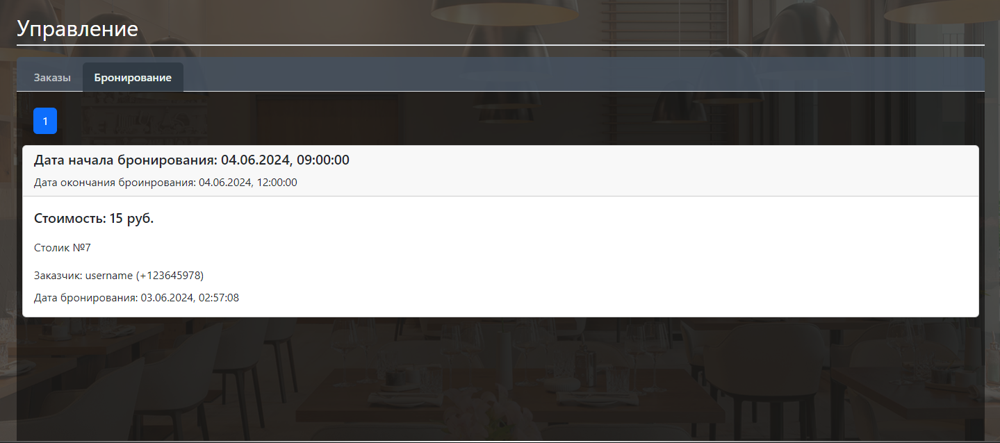 Управление
Заказы Бронирование
1
Дата начала бронирования: 04.06.2024, 09:00:00
Дата окончания броинрования: 04.06.2024, 12:00:00
Стоимость: 15 руб.
Столик №7
Заказчик: username (+123645978)
Дата бронирования: 03.06.2024, 02:57:08